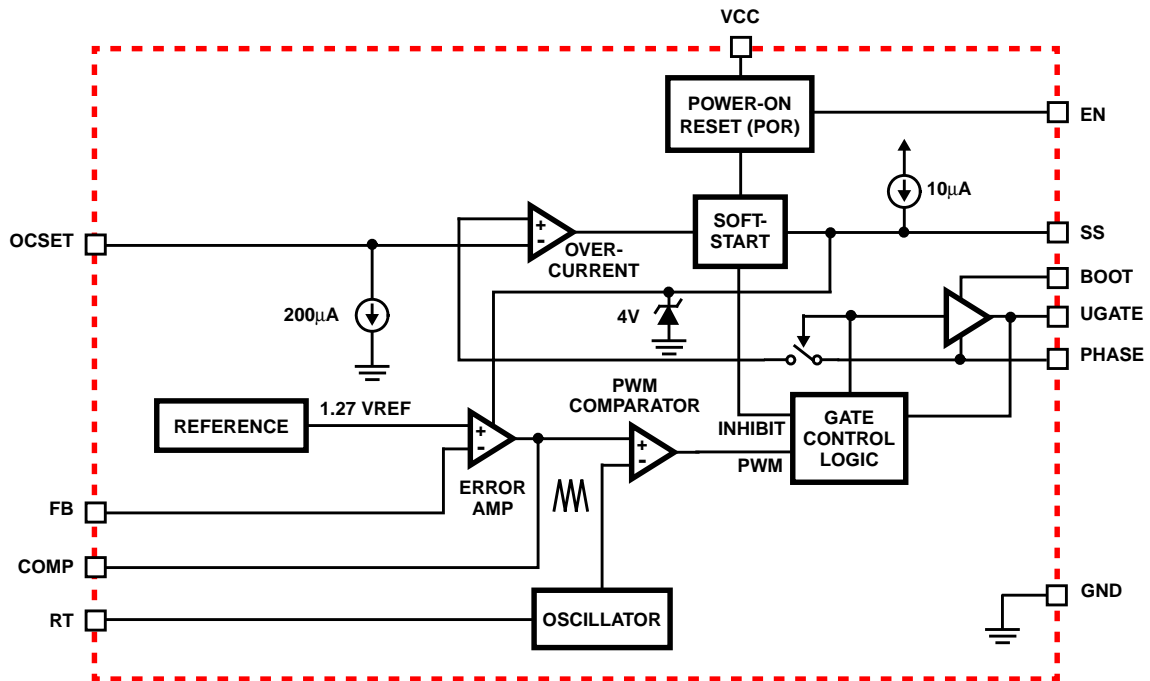 VCC
POWER-ON
RESET (POR)
EN
10µA
OCSET
+
-
OVER-
CURRENT
SOFT-
START
SS
BOOT
200µA
4V
UGATE
PHASE
PWM
COMPARATOR
REFERENCE
1.27 VREF
+
-
+
-
INHIBIT
PWM
GATE
CONTROL
LOGIC
ERROR
AMP
FB
COMP
RT
OSCILLATOR
GND